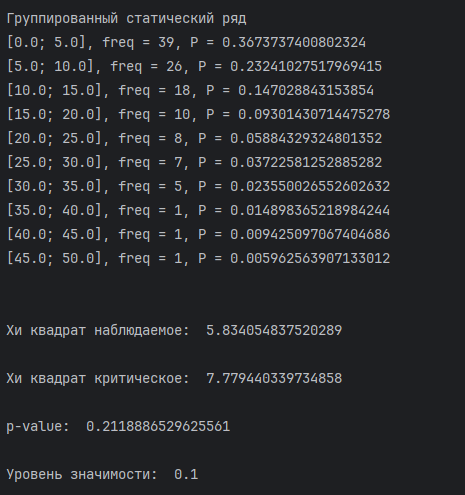 Группированный статический ряд
[0.0; 5.0], freq = 39, P = 0.3673737400802324
[5.0; 10.0], freq = 26, P = 0.23241027517969415
[10.0; 15.0], freq = 18, P = 0.147028843153854
[15.0; 20.0], freq = 10, P = 0.09301430714475278
[20.0; 25.0], freq = 8, P = 0.05884329324801352
[25.0; 30.0], freq = 7, P = 0.03722581252885282
[30.0; 35.0], freq = 5, P = 0.023550026552602632
[35.0; 40.0], freq = 1, P = 0.014898365218984244
[40.0; 45.0], freq = 1, P = 0.009425097067404686
[45.0; 50.0], freq = 1, P = 0.005962563907133012
Хи квадрат наблюдаемое:  5.834054837520289
Хи квадрат критическое:  7.779440339734858
p-value:  0.2118886529625561
Уровень значимости:  0.1